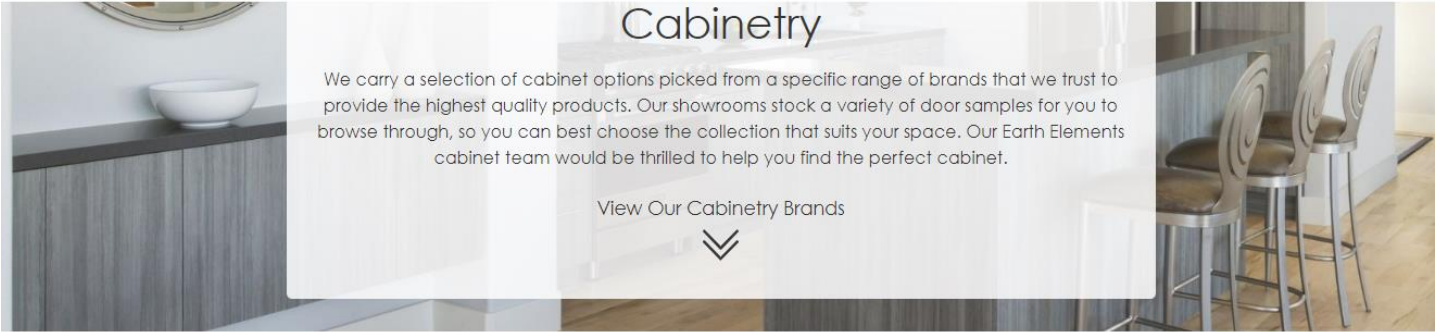 Cabinetry
We carry a selection of cabinet options picked from a specific range of brands that we trust to
provide the highest quality products. Our showrooms stock a variety of door samples for you to
browse through, so you can best choose the collection that suits your space. Our Earth Elements
cabinet team would be thrilled to help you find the perfect cabinet.
View Our Cabinetry Brands